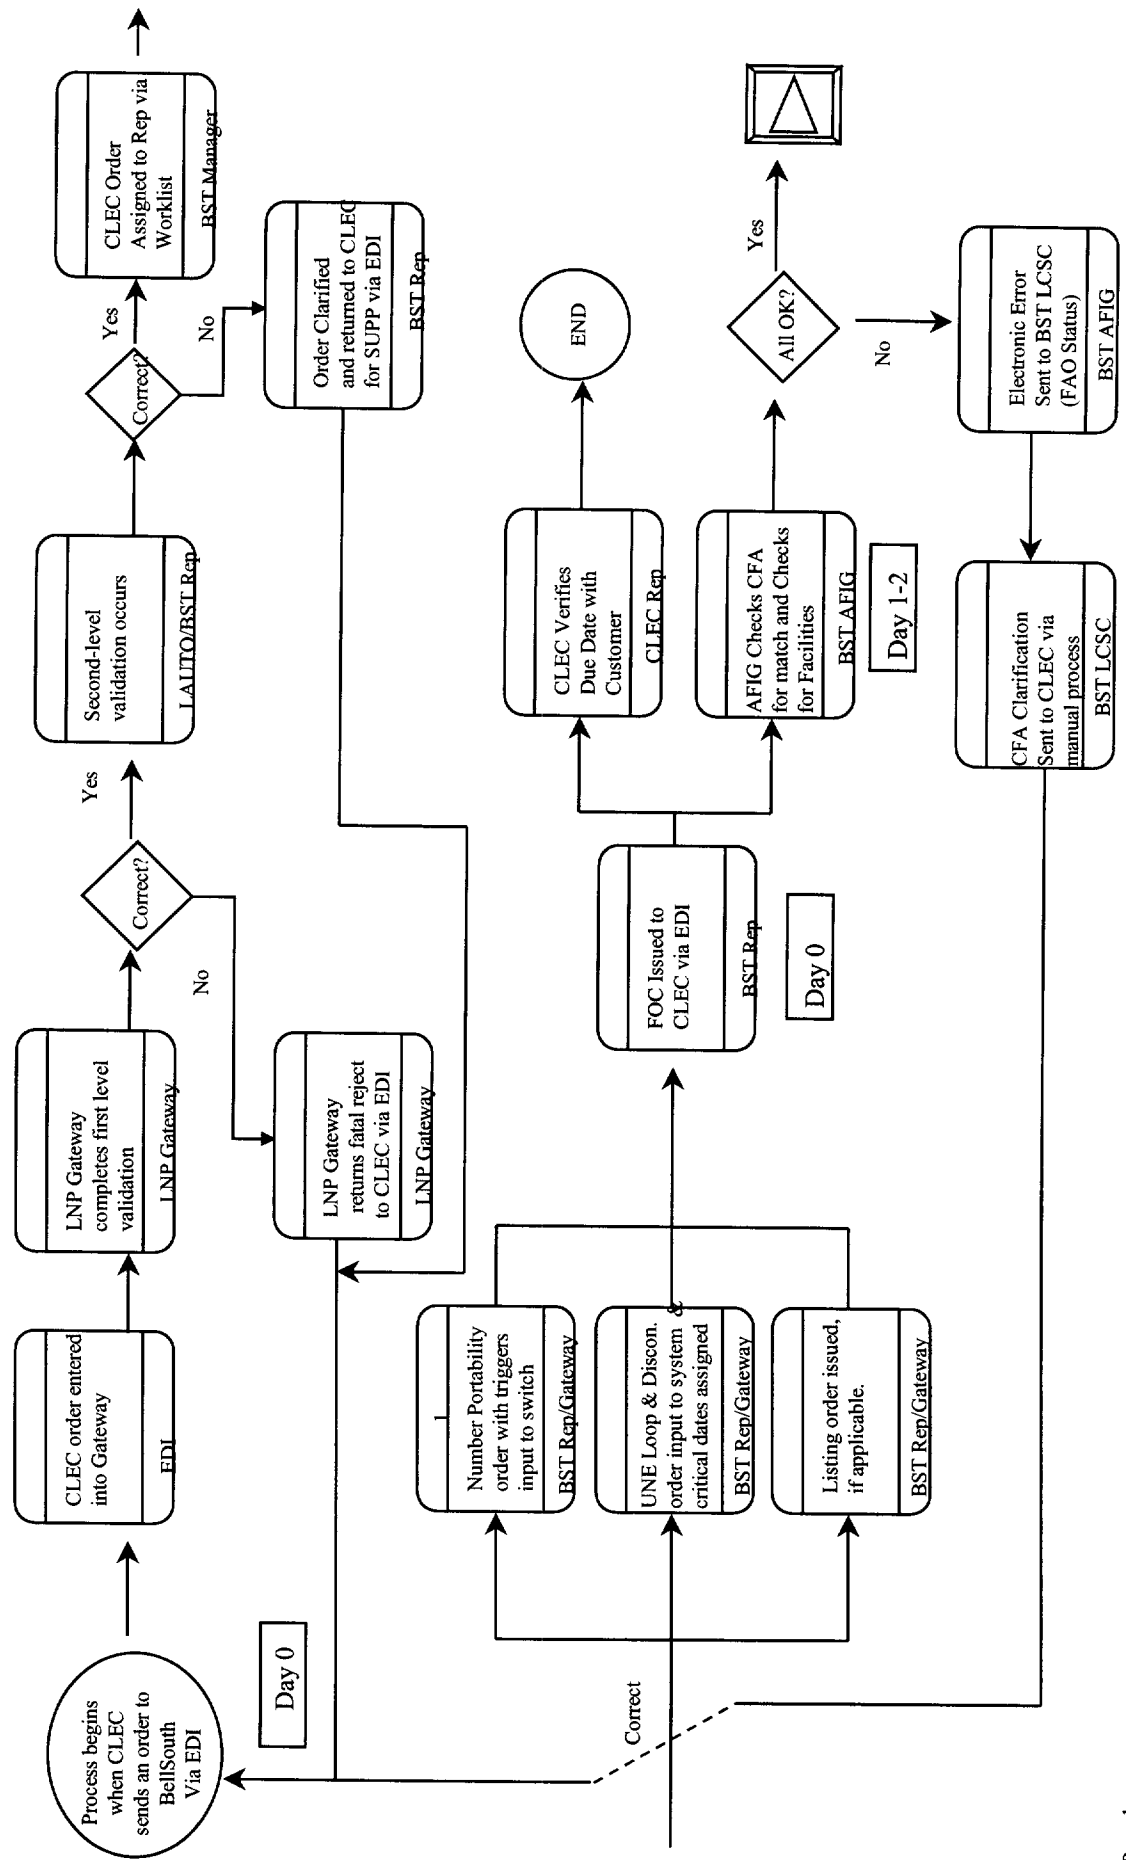 Process begins
when CLEC
sends an order to
BellSouth
Via EDI
Day 0
CLEC order entered
into Gateway
EDI
LNP Gateway
completes first level
validation
LNP Gateway
Correct?
Yes
No
LNP Gateway
returns fatal reject
to CLEC via EDI
LNP Gateway
Second-level
validation occurs
LAUTO/BST Rep
Correct?
Yes
No
CLEC Order
Assigned to Rep via
Worklist
BST Manager
Order Clarified
and returned to CLEC
for SUPP via EDI
BST Rep
Correct
1
Number Portability
order with triggers
input to switch
BST Rep/Gateway
UNE Loop & Discon.
order input to system &
critical dates assigned
BST Rep/Gateway
Listing order issued,
if applicable.
BST Rep/Gateway
FOC Issued to
CLEC via EDI
BST Rep
Day 0
CLEC Verifies
Due Date with
Customer
CLEC Rep
END
AFIG Checks CFA
for match and Checks
for Facilities
BST AFIG
Day 1-2
All OK?
Yes
No
Electronic Error
Sent to BST LCSC
(FAO Status)
BST AFIG
CFA Clarification
Sent to CLEC via
manual process
BST LCSC